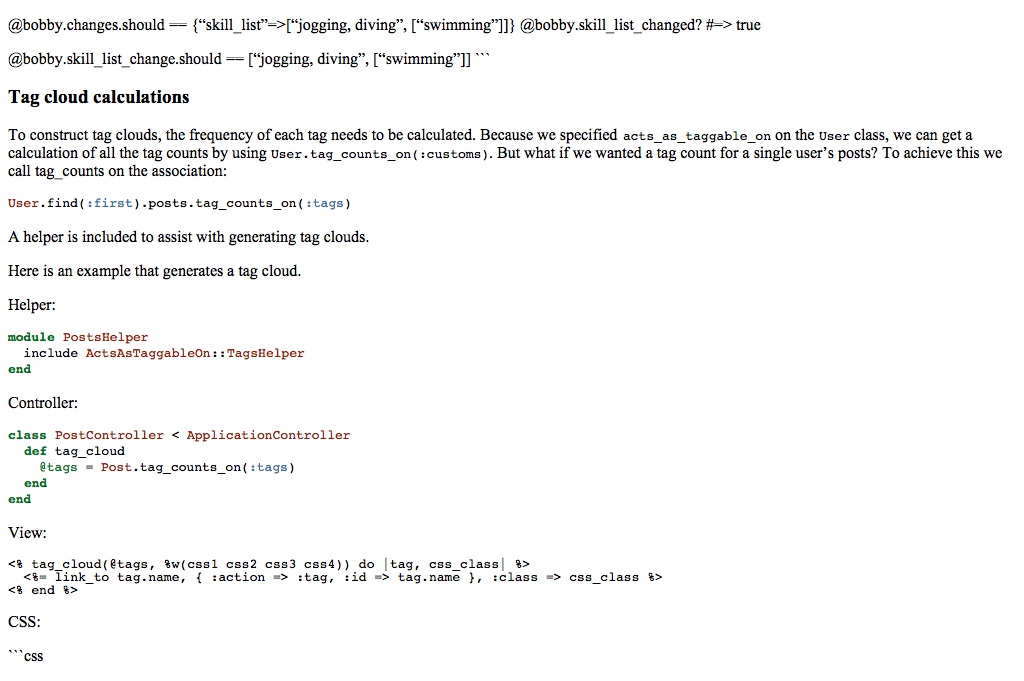 @bobby.changes.should == {“skill_list”=>[“jogging, diving”, [“swimming”]]} @bobby.skill_list_changed? #=> true
@bobby.skill_list_change.should == [“jogging, diving”, [“swimming”]] ```
Tag cloud calculations
To construct tag clouds, the frequency of each tag needs to be calculated. Because we specified acts_as_taggable_on on the User class, we can get a
calculation of all the tag counts by using User.tag_counts_on(:customs). But what if we wanted a tag count for a single user’s posts? To achieve this we
call tag_counts on the association:
User.find(:first).posts.tag_counts_on(:tags)
A helper is included to assist with generating tag clouds.
Here is an example that generates a tag cloud.
Helper:
module PostsHelper
  include ActsAsTaggableOn::TagsHelper
end
Controller:
class PostController < ApplicationController
  def tag_cloud
    @tags = Post.tag_counts_on(:tags)
  end
end
View:
<% tag_cloud(@tags, %w(css1 css2 css3 css4)) do |tag, css_class| %>
  <%= link_to tag.name, { :action => :tag, :id => tag.name }, :class => css_class %>
<% end %>
CSS:
```css